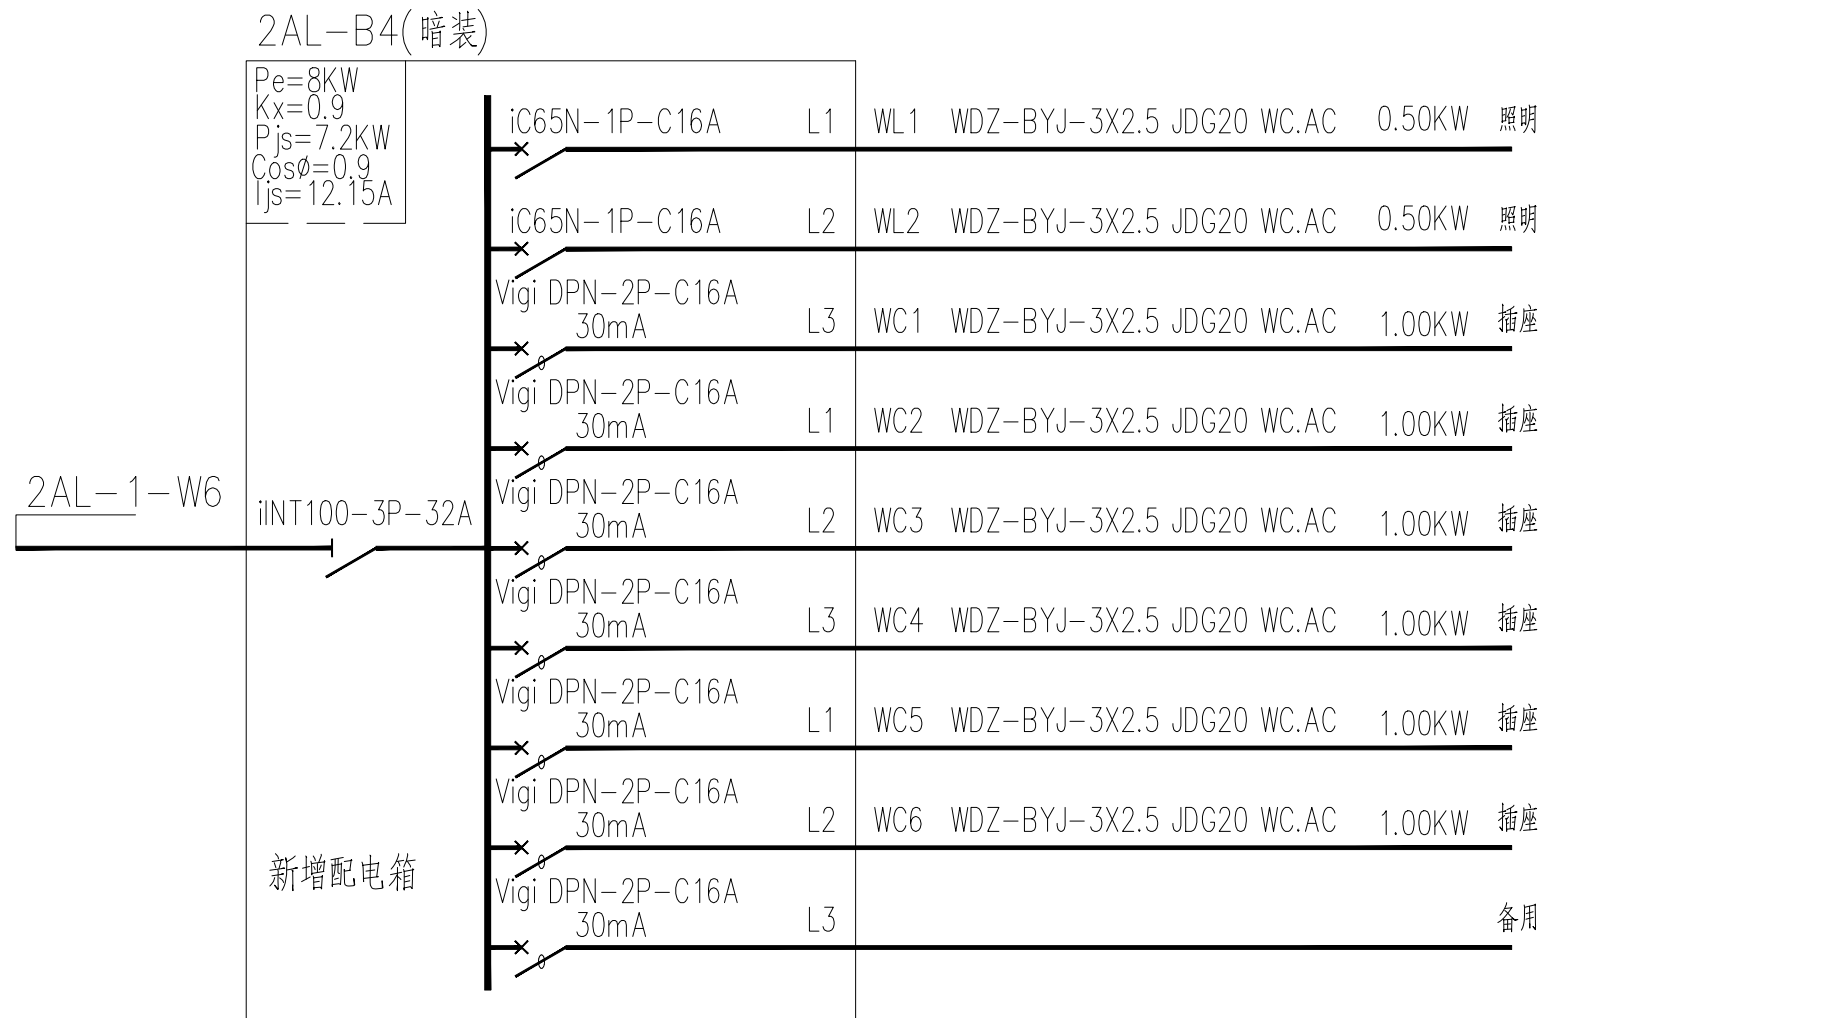 2AL-B4(暗装)
Pe=8KW
Kx=0.9
Pjs=7.2KW
Cosø=0.9
Ijs=12.15A
iC65N-1P-C16A L1 WL1 WDZ-BYJ-3X2.5 JDG20 WC.AC 0.50KW 照明
iC65N-1P-C16A L2 WL2 WDZ-BYJ-3X2.5 JDG20 WC.AC 0.50KW 照明
Vigi DPN-2P-C16A
30mA L3 WC1 WDZ-BYJ-3X2.5 JDG20 WC.AC 1.00KW 插座
Vigi DPN-2P-C16A
30mA L1 WC2 WDZ-BYJ-3X2.5 JDG20 WC.AC 1.00KW 插座
2AL-1-W6
iINT100-3P-32A
Vigi DPN-2P-C16A
30mA L2 WC3 WDZ-BYJ-3X2.5 JDG20 WC.AC 1.00KW 插座
Vigi DPN-2P-C16A
30mA L3 WC4 WDZ-BYJ-3X2.5 JDG20 WC.AC 1.00KW 插座
Vigi DPN-2P-C16A
30mA L1 WC5 WDZ-BYJ-3X2.5 JDG20 WC.AC 1.00KW 插座
Vigi DPN-2P-C16A
30mA L2 WC6 WDZ-BYJ-3X2.5 JDG20 WC.AC 1.00KW 插座
新增配电箱
Vigi DPN-2P-C16A
30mA L3 备用